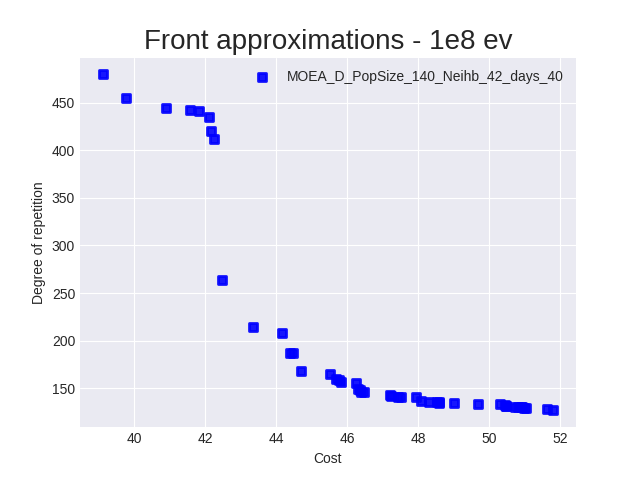 Front approximations - 1e8 ev
MOEA_D_PopSize_140_Neihb_42_days_40
450
400
350
300
250
200
150
Degree of repetition
40 42 44 46 48 50 52
Cost